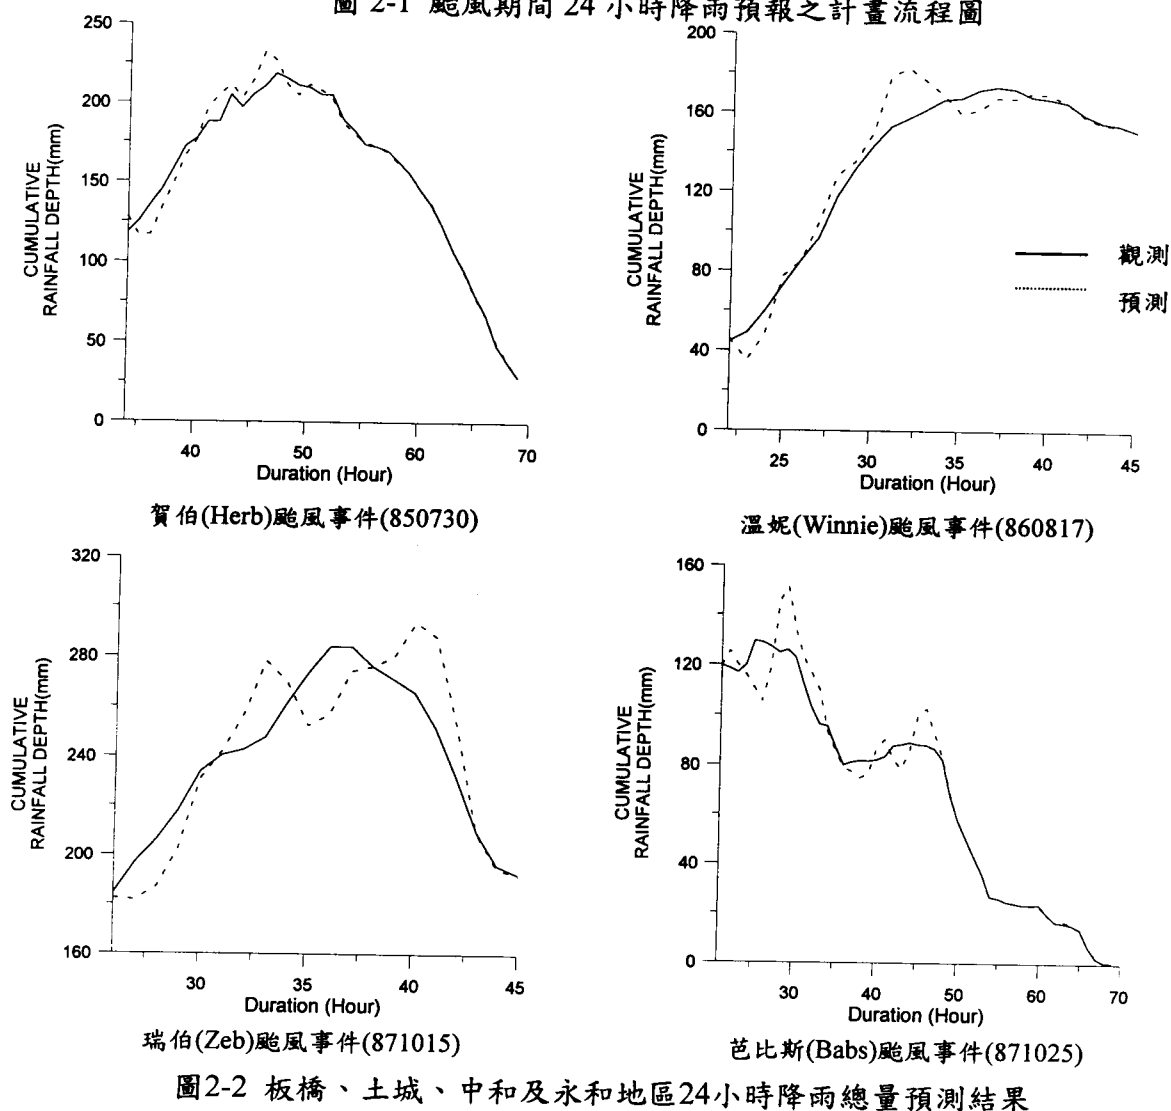 圖 2-1 颱風期間 24 小時降雨預報之計畫流程圖
250
200
150
100
50
0
CUMULATIVE
RAINFALL DEPTH(mm)
40
50
60
70
Duration (Hour)
賀伯(Herb)颱風事件(850730)
200
160
120
80
40
0
CUMULATIVE
RAINFALL DEPTH(mm)
觀測
預測
25
30
35
40
45
Duration (Hour)
溫妮(Winnie)颱風事件(860817)
320
280
240
200
160
CUMULATIVE
RAINFALL DEPTH(mm)
30
35
40
45
Duration (Hour)
瑞伯(Zeb)颱風事件(871015)
160
120
80
40
0
CUMULATIVE
RAINFALL DEPTH(mm)
30
40
50
60
70
Duration (Hour)
芭比斯(Babs)颱風事件(871025)
圖2-2 板橋、土城、中和及永和地區24小時降雨總量預測結果